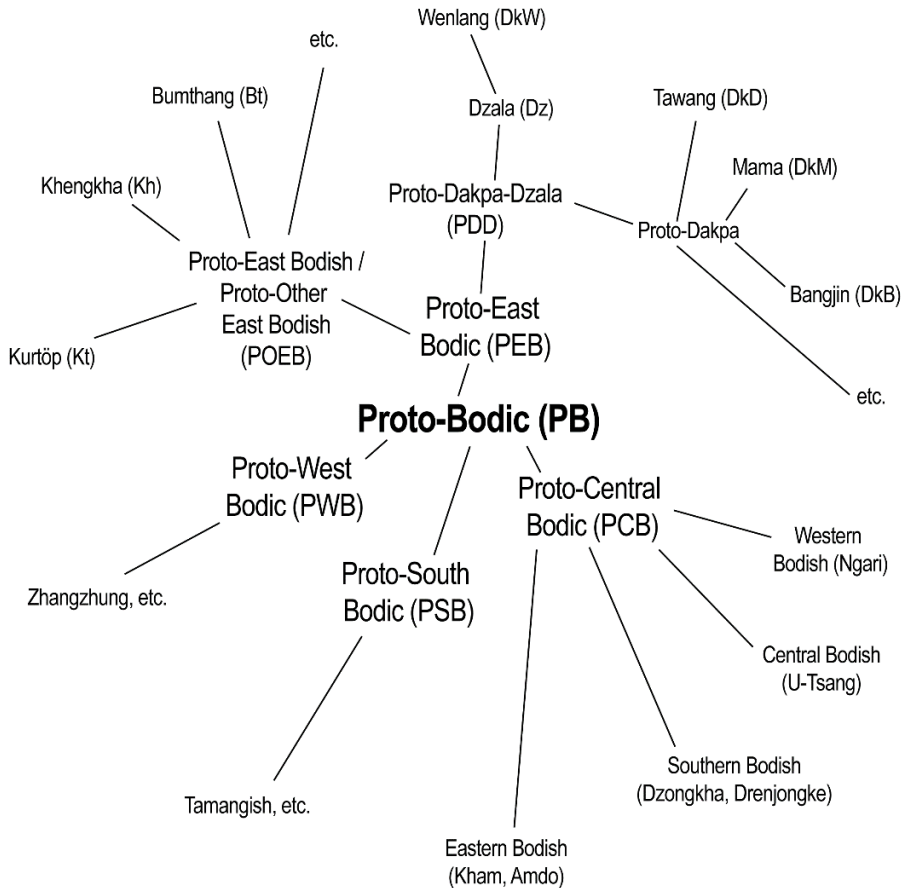 Wenlang (DkW)
etc.
Bumthang (Bt)
Dzala (Dz)
Tawang (DkD)
Mama (DkM)
Khengkha (Kh)
Proto-Dakpa-Dzala
(PDD)
Proto-Dakpa
Proto-East Bodish /
Proto-Other
East Bodish
(POEB)
Bangjin (DkB)
Proto-East
Bodic (PEB)
Kurtöp (Kt)
etc.
Proto-Bodic (PB)
Proto-West
Bodic (PWB)
Proto-Central
Bodic (PCB)
Western
Bodish (Ngari)
Proto-South
Bodic (PSB)
Zhangzhung, etc.
Central Bodish
(U-Tsang)
Southern Bodish
(Dzongkha, Drenjongke)
Tamangish, etc.
Eastern Bodish
(Kham, Amdo)